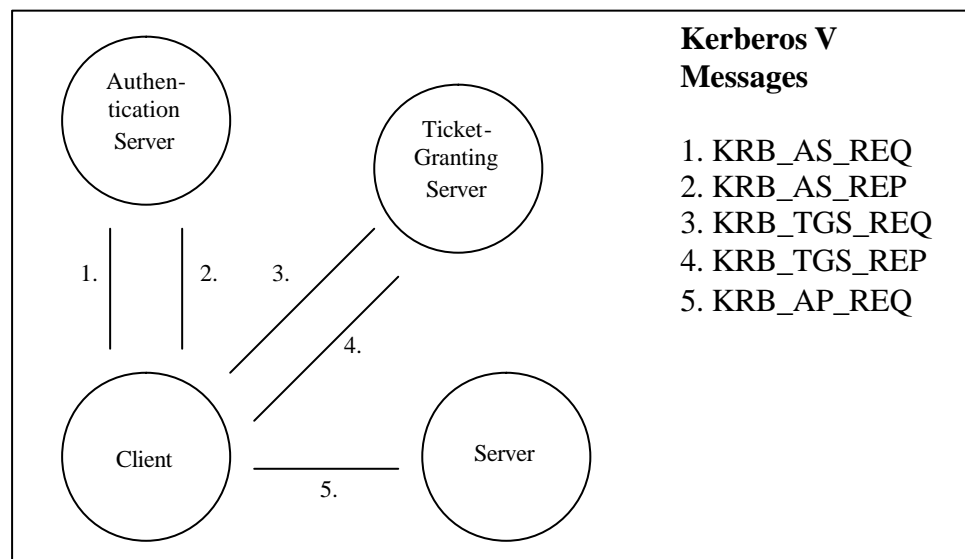 Authen-
tication
Server
Ticket-
Granting
Server
1.
2.
3.
4.
Client
Server
5.
Kerberos V
Messages
1. KRB_AS_REQ
2. KRB_AS_REP
3. KRB_TGS_REQ
4. KRB_TGS_REP
5. KRB_AP_REQ